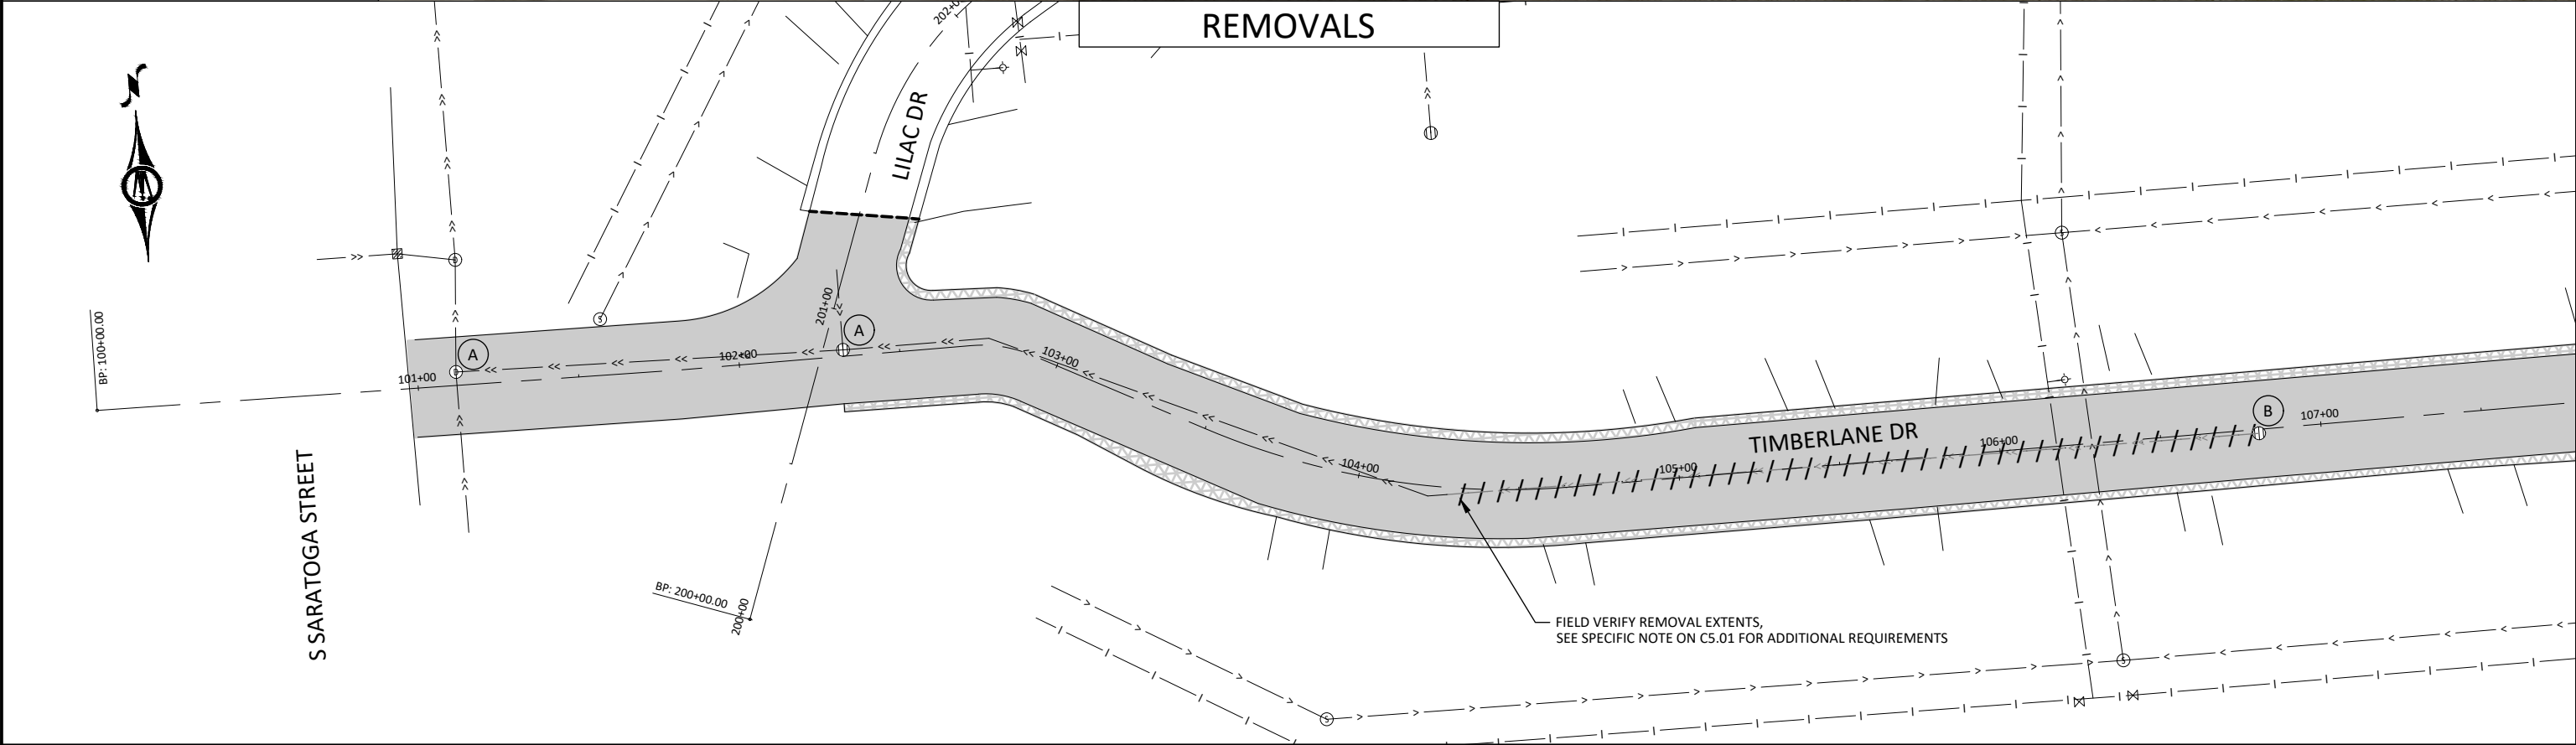 REMOVALS
202+0
LILAC DR
BP: 100+00.00
201+00
A
A
101+00
102+00
103+00
104+00
105+00
TIMBERLANE DR
106+00
B
107+00
S SARATOGA STREET
BP: 200+00.00
200+00
FIELD VERIFY REMOVAL EXTENTS,
SEE SPECIFIC NOTE ON C5.01 FOR ADDITIONAL REQUIREMENTS
N
D
D
S
S
S
S